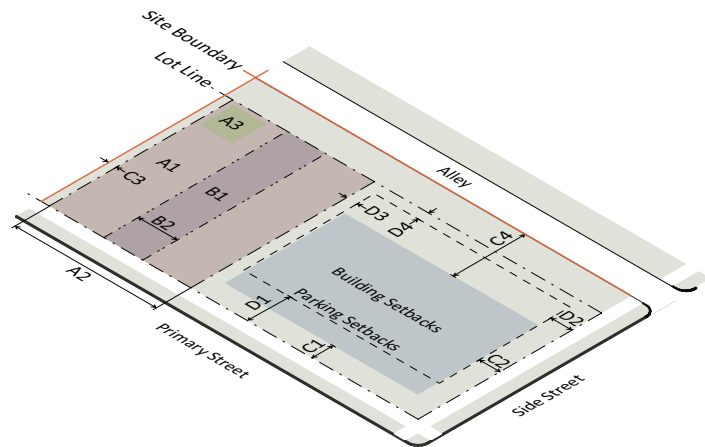 Site Boundary
Lot Line
A3
A1
C3
B1
B2
A2
Alley
D3
D4
C4
Building Setbacks
Parking Setbacks
D1
C1
D2
C2
Primary Street
Side Street